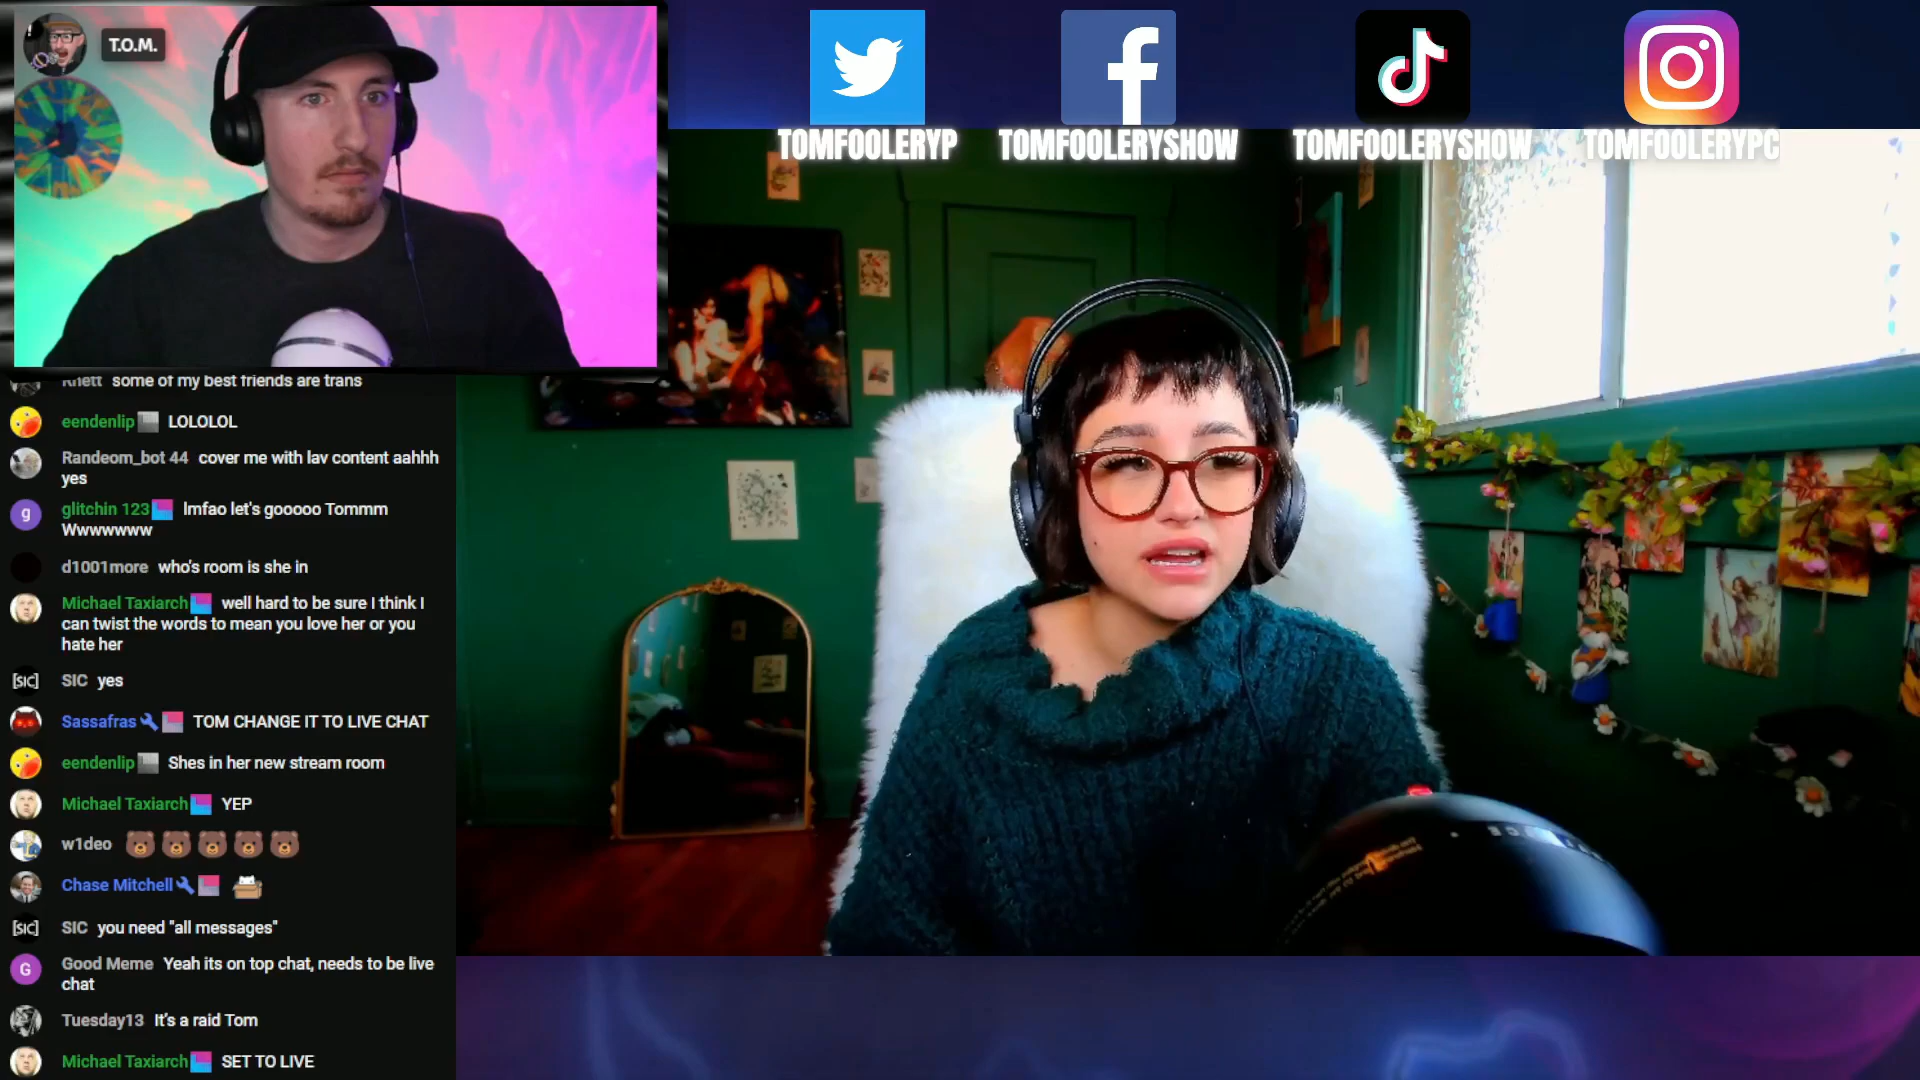 T.O.M.
TOMFOOLERYP
TOMFOOLERYSHOW
TOMFOOLERYSHOW
TOMFOOLERYPC
Rhett some of my best friends are trans
eendenlip LOLOLOL
Randeom_bot 44 cover me with lav content aahhh
yes
g
glitchin 123 lmfao let's gooooo Tommm
Wwwwwww
d1001more who's room is she in
Michael Taxiarch well hard to be sure I think I
can twist the words to mean you love her or you
hate her
[SIC] SIC yes
Sassafras TOM CHANGE IT TO LIVE CHAT
eendenlip Shes in her new stream room
Michael Taxiarch YEP
w1deo 🐻🐻🐻🐻🐻
Chase Mitchell
[SIC] SIC you need "all messages"
G
Good Meme Yeah its on top chat, needs to be live
chat
Tuesday13 It's a raid Tom
Michael Taxiarch SET TO LIVE